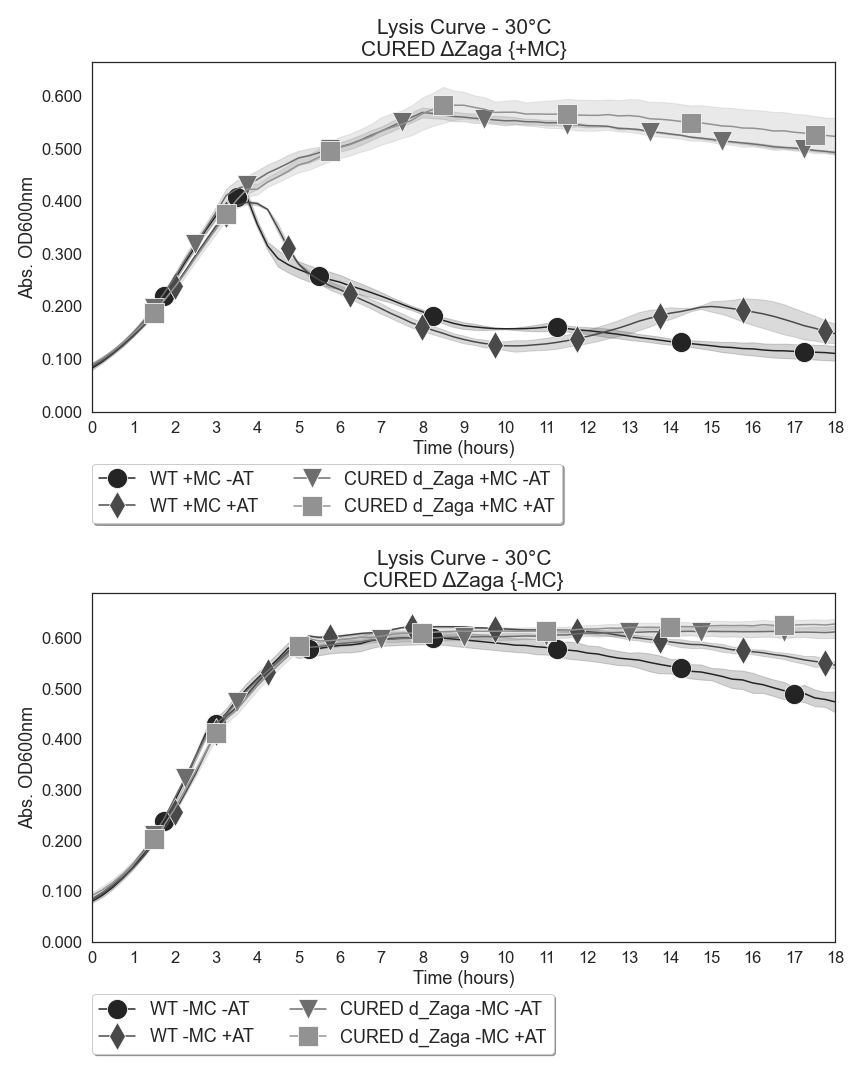 Lysis Curve - 30°C
CURED ΔZaga {+MC}
Abs. OD600nm
0.600
0.500
0.400
0.300
0.200
0.100
0.000
0 1 2 3 4 5 6 7 8 9 10 11 12 13 14 15 16 17 18
Time (hours)
WT +MC -AT CURED d_Zaga +MC -AT
WT +MC +AT CURED d_Zaga +MC +AT
Lysis Curve - 30°C
CURED ΔZaga {-MC}
Abs. OD600nm
0.600
0.500
0.400
0.300
0.200
0.100
0.000
0 1 2 3 4 5 6 7 8 9 10 11 12 13 14 15 16 17 18
Time (hours)
WT -MC -AT CURED d_Zaga -MC -AT
WT -MC +AT CURED d_Zaga -MC +AT